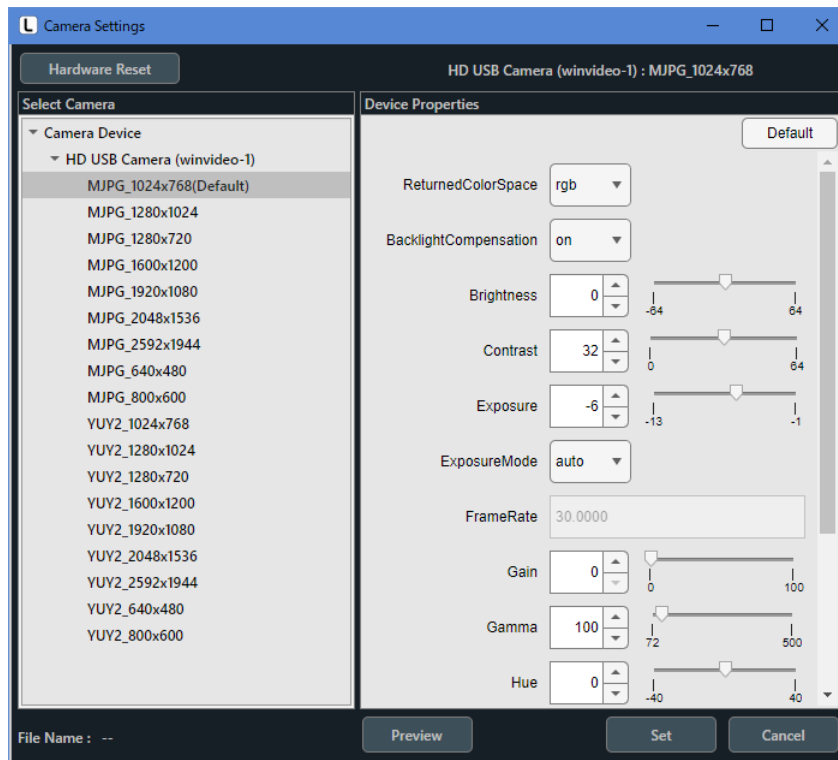 L Camera Settings
Hardware Reset
HD USB Camera (winvideo-1) : MJPG_1024x768
Select Camera
Camera Device
HD USB Camera (winvideo-1)
MJPG_1024x768(Default)
MJPG_1280x1024
MJPG_1280x720
MJPG_1600x1200
MJPG_1920x1080
MJPG_2048x1536
MJPG_2592x1944
MJPG_640x480
MJPG_800x600
YUY2_1024x768
YUY2_1280x1024
YUY2_1280x720
YUY2_1600x1200
YUY2_1920x1080
YUY2_2048x1536
YUY2_2592x1944
YUY2_640x480
YUY2_800x600
Device Properties
Default
ReturnedColorSpace rgb
BacklightCompensation on
Brightness 0 -64 64
Contrast 32 0 64
Exposure -6 -13 -1
ExposureMode auto
FrameRate 30.0000
Gain 0 0 100
Gamma 100 72 500
Hue 0 -40 40
File Name : --
Preview
Set
Cancel